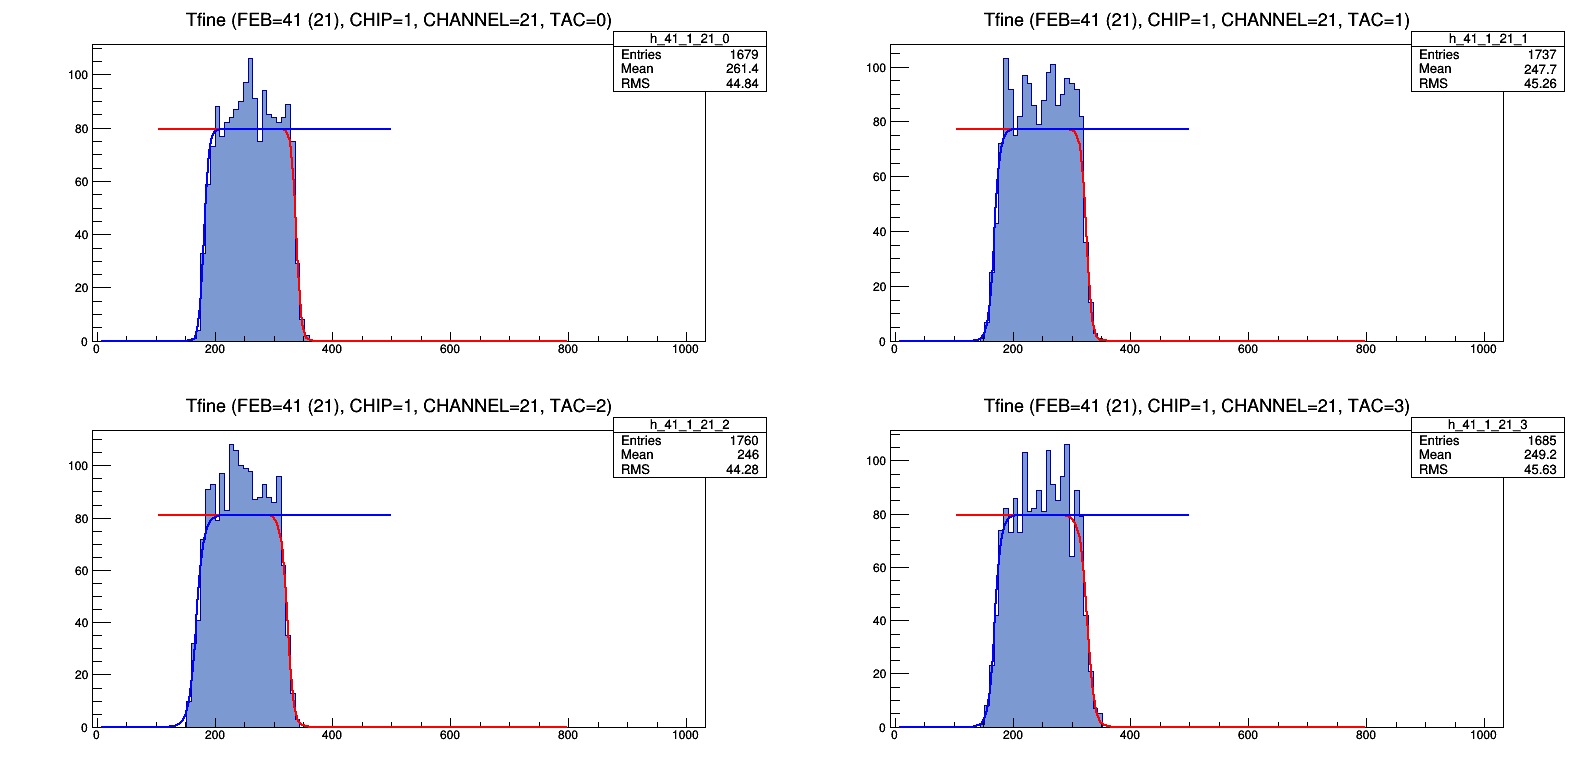 Tfine (FEB=41 (21), CHIP=1, CHANNEL=21, TAC=0)
h_41_1_21_0
Entries 1679
Mean 261.4
RMS 44.84
100
80
60
40
20
0
0 200 400 600 800 1000
Tfine (FEB=41 (21), CHIP=1, CHANNEL=21, TAC=1)
h_41_1_21_1
Entries 1737
Mean 247.7
RMS 45.26
100
80
60
40
20
0
0 200 400 600 800 1000
Tfine (FEB=41 (21), CHIP=1, CHANNEL=21, TAC=2)
h_41_1_21_2
Entries 1760
Mean 246
RMS 44.28
100
80
60
40
20
0
0 200 400 600 800 1000
Tfine (FEB=41 (21), CHIP=1, CHANNEL=21, TAC=3)
h_41_1_21_3
Entries 1685
Mean 249.2
RMS 45.63
100
80
60
40
20
0
0 200 400 600 800 1000